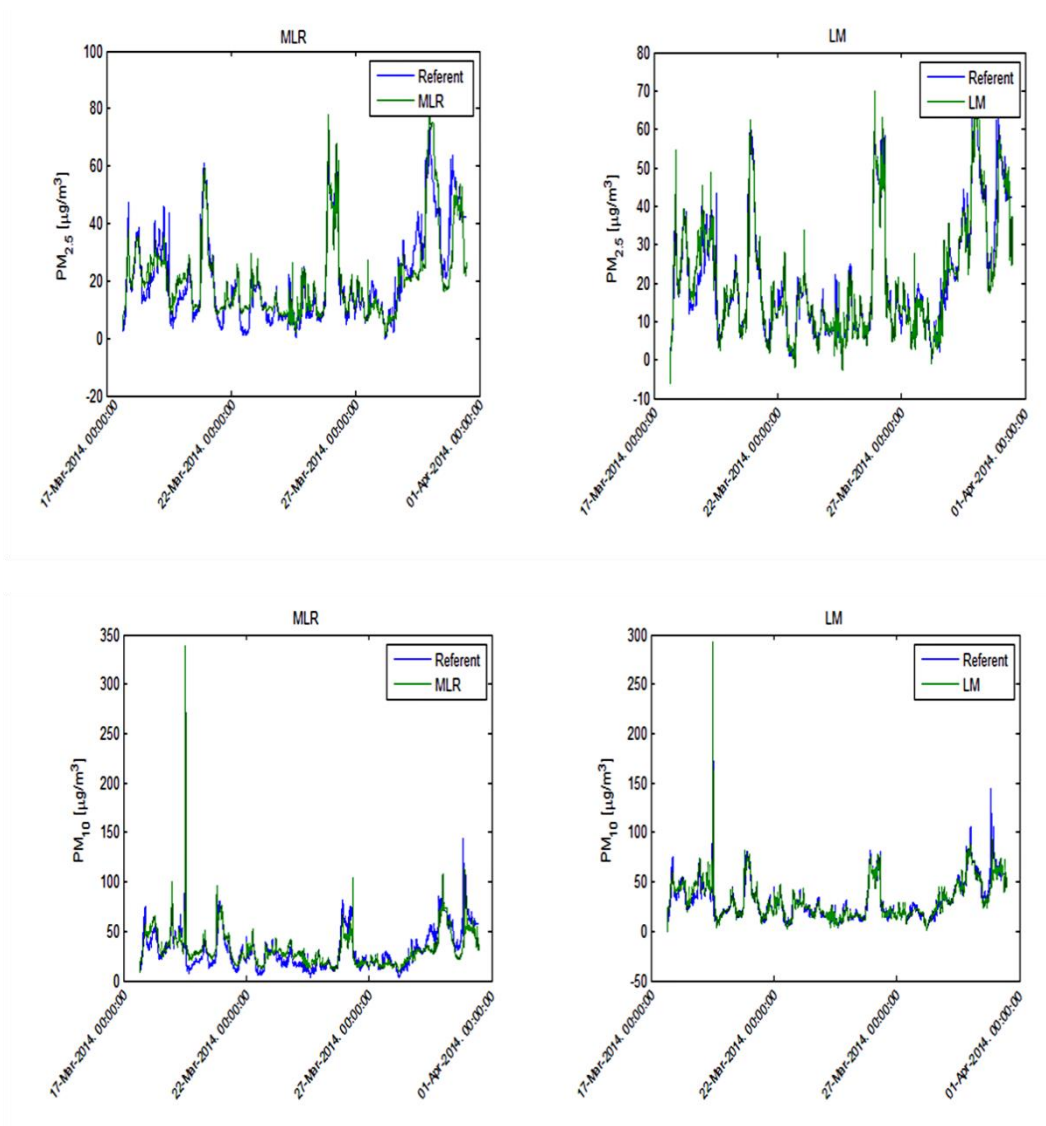 MLR
100
80
60
40
20
0
-20
PM2.5 [µg/m3]
Referent
MLR
17-Mar-2014. 00:00:00
22-Mar-2014. 00:00:00
27-Mar-2014. 00:00:00
01-Apr-2014. 00:00:00
LM
80
70
60
50
40
30
20
10
0
-10
PM2.5 [µg/m3]
Referent
LM
17-Mar-2014. 00:00:00
22-Mar-2014. 00:00:00
27-Mar-2014. 00:00:00
01-Apr-2014. 00:00:00
MLR
350
300
250
200
150
100
50
0
PM10 [µg/m3]
Referent
MLR
17-Mar-2014. 00:00:00
22-Mar-2014. 00:00:00
27-Mar-2014. 00:00:00
01-Apr-2014. 00:00:00
LM
300
250
200
150
100
50
0
-50
PM10 [µg/m3]
Referent
LM
17-Mar-2014. 00:00:00
22-Mar-2014. 00:00:00
27-Mar-2014. 00:00:00
01-Apr-2014. 00:00:00